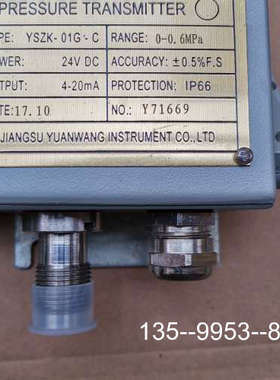 PRESSURE TRANSMITTER
PE: YSZK-01G-C RANGE: 0-0.6MPa
POWER: 24V DC ACCURACY: ±0.5%F.S
TPUT: 4-20mA PROTECTION: IP66
TE:17.10 NO.: Y71669
JIANGSU YUANWANG INSTRUMENT CO.,LTD
135--9953--8